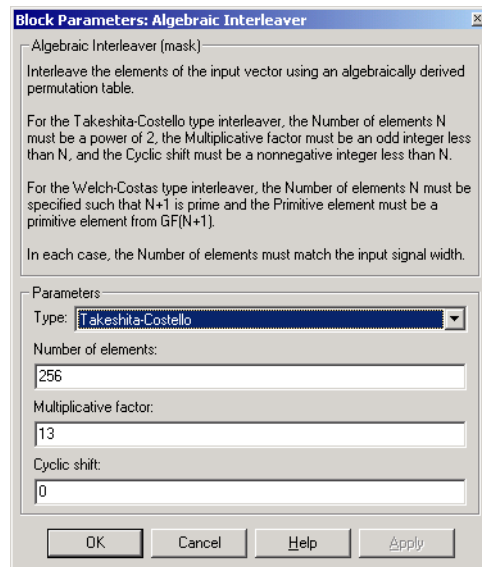 Block Parameters: Algebraic Interleaver
Algebraic Interleaver (mask)
Interleave the elements of the input vector using an algebraically derived
permutation table.
For the Takeshita-Costello type interleaver, the Number of elements N
must be a power of 2, the Multiplicative factor must be an odd integer less
than N, and the Cyclic shift must be a nonnegative integer less than N.
For the Welch-Costas type interleaver, the Number of elements N must be
specified such that N+1 is prime and the Primitive element must be a
primitive element from GF(N+1).
In each case, the Number of elements must match the input signal width.
Parameters
Type: Takeshita-Costello
Number of elements:
256
Multiplicative factor:
13
Cyclic shift:
0
OK Cancel Help Apply